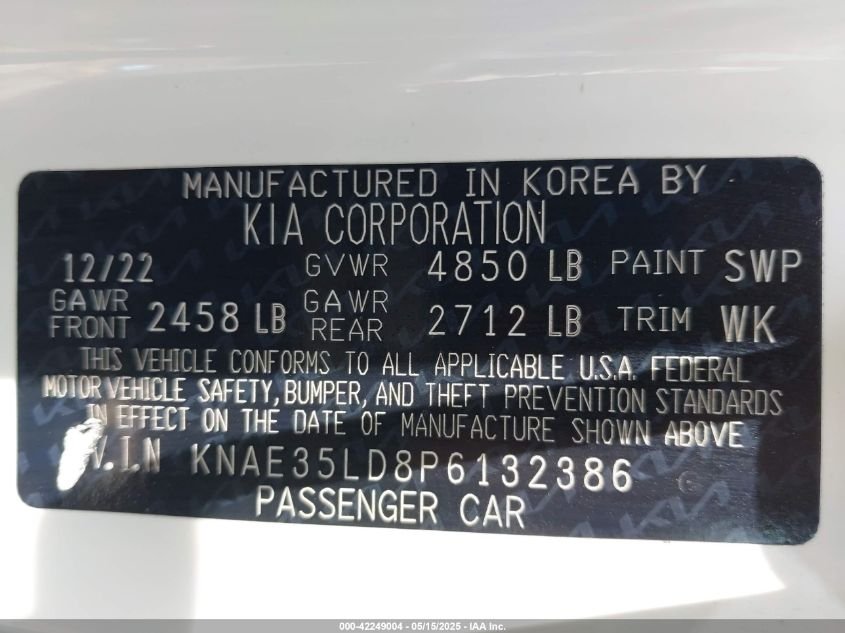 MANUFACTURED IN KOREA BY
KIA CORPORATION
12/22 GVWR 4850 LB PAINT SWP
GAWR FRONT 2458 LB GAWR REAR 2712 LB TRIM WK
THIS VEHICLE CONFORMS TO ALL APPLICABLE U.S.A. FEDERAL
MOTOR VEHICLE SAFETY, BUMPER, AND THEFT PREVENTION STANDARDS
IN EFFECT ON THE DATE OF MANUFACTURE SHOWN ABOVE
V.I.N KNAE35LD8P6132386
PASSENGER CAR
000-42249004 — 05/15/2025 — IAA Inc.